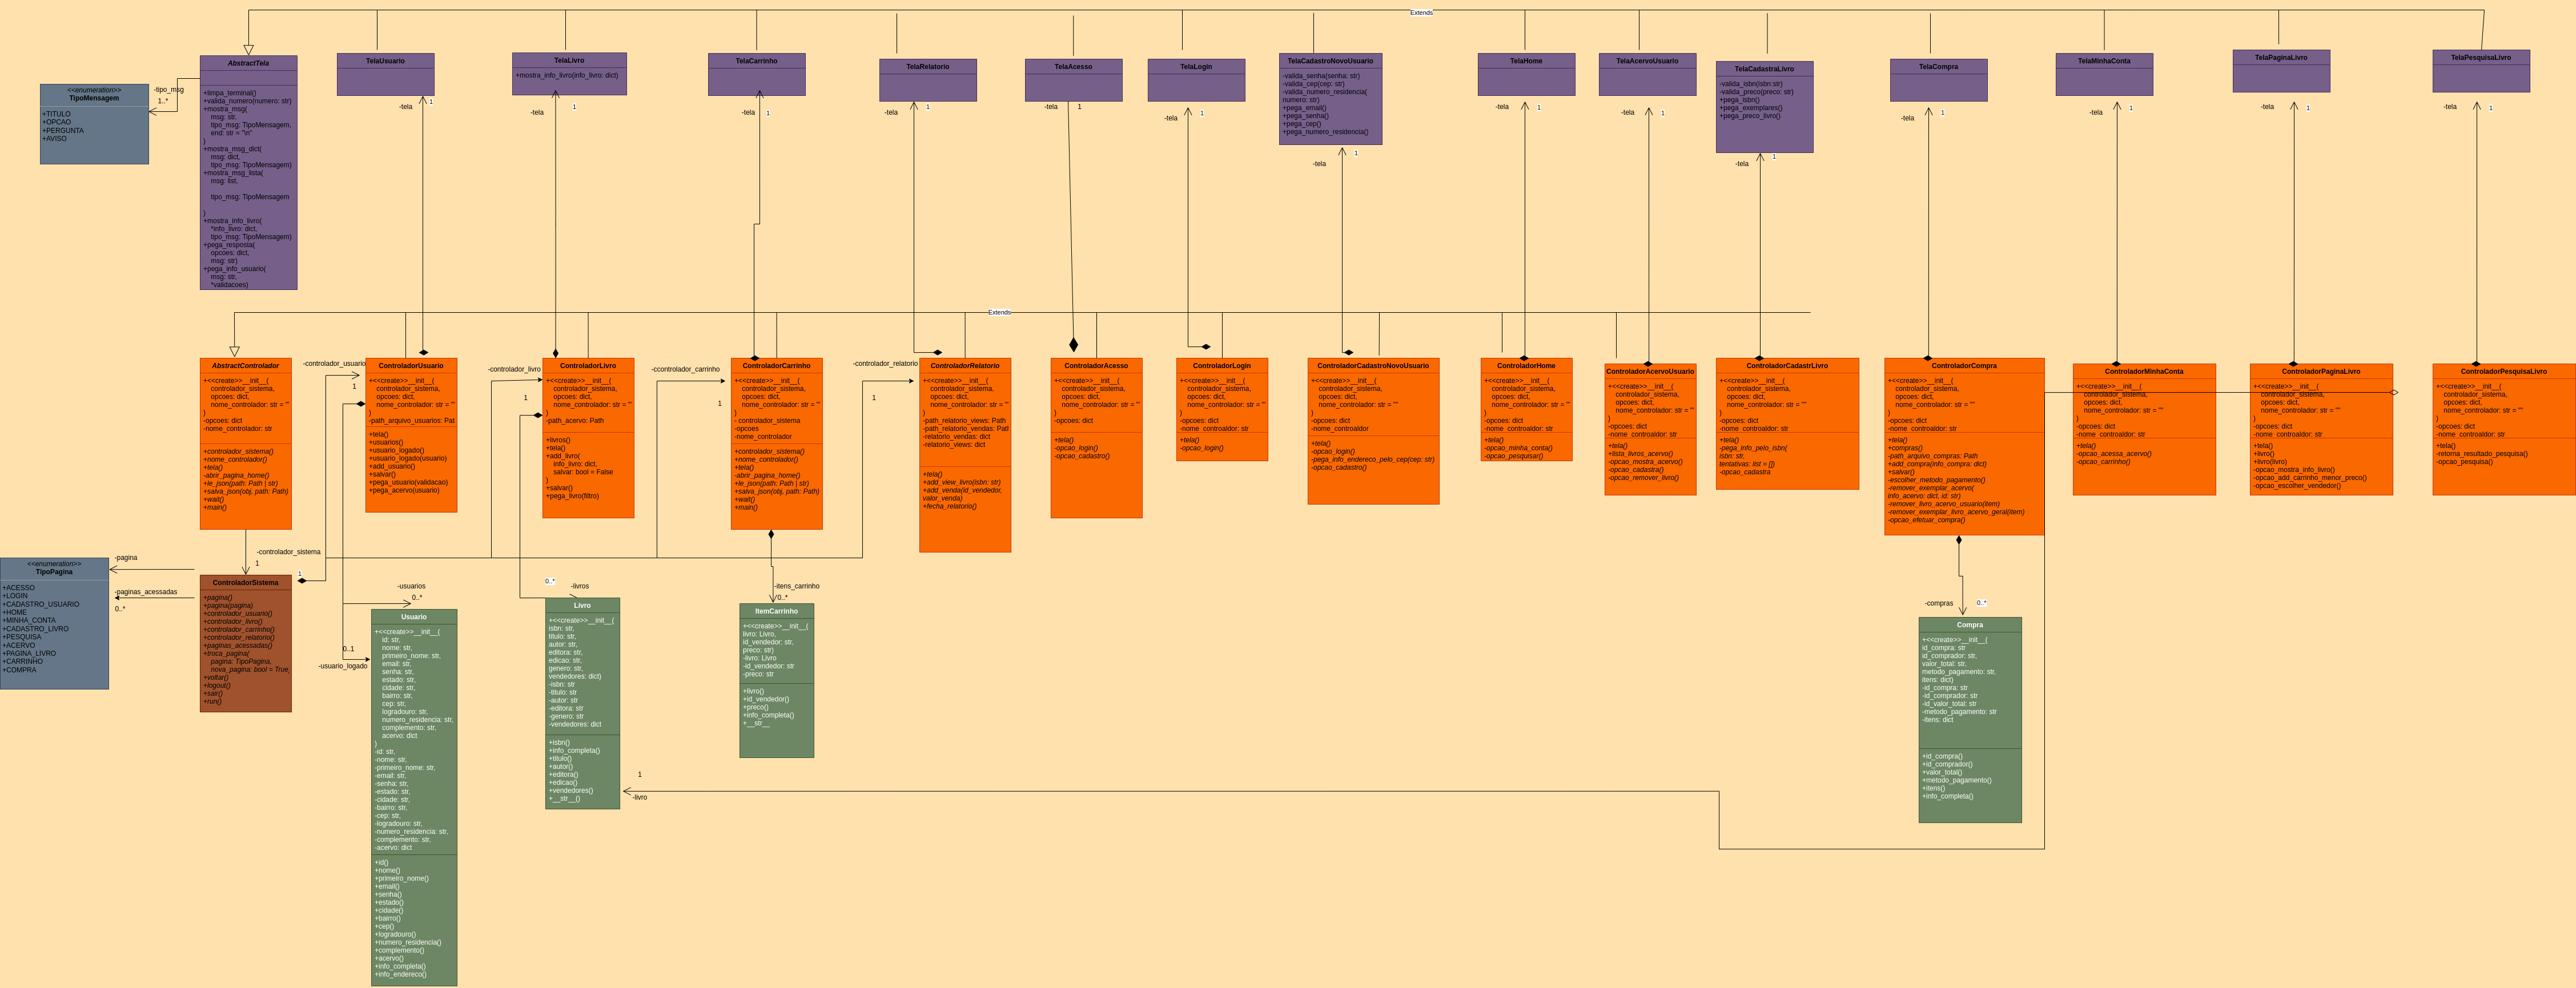 Extends
<<enumeration>>
TipoMensagem
+TITULO
+OPCAO
+PERGUNTA
+AVISO
-tipo_msg
1..*
AbstractTela
+limpa_terminal()
+valida_numero(numero: str)
+mostra_msg(
msg: str,
tipo_msg: TipoMensagem,
end: str = "\n"
)
+mostra_msg_dict(
msg: dict,
tipo_msg: TipoMensagem)
+mostra_msg_lista(
msg: list,
tipo_msg: TipoMensagem
)
+mostra_info_livro(
*info_livro: dict,
tipo_msg: TipoMensagem)
+pega_resposta(
opcoes: dict,
msg: str)
+pega_info_usuario(
msg: str,
*validacoes)
TelaUsuario
-tela
1
TelaLivro
+mostra_info_livro(info_livro: dict)
-tela
1
TelaCarrinho
-tela
1
TelaRelatorio
-tela
1
TelaAcesso
-tela
1
TelaLogin
-tela
1
TelaCadastroNovoUsuario
-valida_senha(senha: str)
-valida_cep(cep: str)
-valida_numero_residencia(
numero: str)
+pega_email()
+pega_senha()
+pega_cep()
+pega_numero_residencia()
-tela
1
TelaHome
-tela
1
TelaAcervoUsuario
-tela
1
TelaCadastraLivro
-valida_isbn(isbn:str)
-valida_preco(preco: str)
+pega_isbn()
+pega_exemplares()
+pega_preco_livro()
-tela
1
TelaCompra
-tela
1
TelaMinhaConta
-tela
1
TelaPaginaLivro
-tela
1
TelaPesquisaLivro
-tela
1
Extends
AbstractControlador
+<<create>>__init__(
controlador_sistema,
opcoes: dict,
nome_controlador: str = ""
)
-opcoes: dict
-nome_controlador: str
+controlador_sistema()
+nome_controlador()
+tela()
-abrir_pagina_home()
+le_json(path: Path | str)
+salva_json(obj, path: Path)
+wait()
+main()
-controlador_usuario
1
ControladorUsuario
+<<create>>__init__(
controlador_sistema,
opcoes: dict,
nome_controlador: str = ""
)
-path_arquivo_usuarios: Pat
+tela()
+usuarios()
+usuario_logado()
+usuario_logado(usuario)
+add_usuario()
+salvar()
+pega_usuario(validacao)
+pega_acervo(usuario)
-controlador_livro
1
ControladorLivro
+<<create>>__init__(
controlador_sistema,
opcoes: dict,
nome_controlador: str = ""
)
-path_acervo: Path
+livros()
+tela()
+add_livro(
info_livro: dict,
salvar: bool = False
)
+salvar()
+pega_livro(filtro)
-ccontrolador_carrinho
1
ControladorCarrinho
+<<create>>__init__(
controlador_sistema,
opcoes: dict,
nome_controlador: str = ""
)
- controlador_sistema
-opcoes
-nome_controlador
+controlador_sistema()
+nome_controlador()
+tela()
-abrir_pagina_home()
+le_json(path: Path | str)
+salva_json(obj, path: Path)
+wait()
+main()
-controlador_relatorio
1
ControladorRelatorio
+<<create>>__init__(
controlador_sistema,
opcoes: dict,
nome_controlador: str = ""
)
-path_relatorio_views: Path
-path_relatorio_vendas: Path
-relatorio_vendas: dict
-relatorio_views: dict
+tela()
+add_view_livro(isbn: str)
+add_venda(id_vendedor,
valor_venda)
+fecha_relatorio()
ControladorAcesso
+<<create>>__init__(
controlador_sistema,
opcoes: dict,
nome_controlador: str = ""
)
-opcoes: dict
+tela()
-opcao_login()
-opcao_cadastro()
ControladorLogin
+<<create>>__init__(
controlador_sistema,
opcoes: dict,
nome_controlador: str = ""
)
-opcoes: dict
-nome_controaldor: str
+tela()
-opcao_login()
ControladorCadastroNovoUsuario
+<<create>>__init__(
controlador_sistema,
opcoes: dict,
nome_controlador: str = ""
)
-opcoes: dict
-nome_controaldor
+tela()
-opcao_login()
-pega_info_endereco_pelo_cep(cep: str)
-opcao_cadastro()
ControladorHome
+<<create>>__init__(
controlador_sistema,
opcoes: dict,
nome_controlador: str = ""
)
-opcoes: dict
-nome_controaldor: str
+tela()
-opcao_minha_conta()
-opcao_pesquisar()
ControladorAcervoUsuario
+<<create>>__init__(
controlador_sistema,
opcoes: dict,
nome_controlador: str = ""
)
-opcoes: dict
-nome_controaldor: str
+tela()
+lista_livros_acervo()
-opcao_mostra_acervo()
-opcao_cadastra()
-opcao_remover_livro()
ControladorCadastrLivro
+<<create>>__init__(
controlador_sistema,
opcoes: dict,
nome_controlador: str = ""
)
-opcoes: dict
-nome_controaldor: str
+tela()
-pega_info_pelo_isbn(
isbn: str,
tentativas: list = [])
-opcao_cadastra
ControladorCompra
+<<create>>__init__(
controlador_sistema,
opcoes: dict,
nome_controlador: str = ""
)
-opcoes: dict
-nome_controaldor: str
+tela()
+compras()
-path_arquivo_compras: Path
+add_compra(info_compra: dict)
+salvar()
-escolher_metodo_pagamento()
-remover_exemplar_acervo(
info_acervo: dict, id: str)
-remover_livro_acervo_usuario(item)
-remover_exemplar_livro_acervo_geral(item)
-opcao_efetuar_compra()
ControladorMinhaConta
+<<create>>__init__(
controlador_sistema,
opcoes: dict,
nome_controlador: str = ""
)
-opcoes: dict
-nome_controaldor: str
+tela()
-opcao_acessa_acervo()
-opcao_carrinho()
ControladorPaginaLivro
+<<create>>__init__(
controlador_sistema,
opcoes: dict,
nome_controlador: str = ""
)
-opcoes: dict
-nome_controaldor: str
+tela()
+livro()
+livro(livro)
-opcao_mostra_info_livro()
-opcao_add_carrinho_menor_preco()
-opcao_escolher_vendedor()
ControladorPesquisaLivro
+<<create>>__init__(
controlador_sistema,
opcoes: dict,
nome_controlador: str = ""
)
-opcoes: dict
-nome_controaldor: str
+tela()
-retorna_resultado_pesquisa()
-opcao_pesquisa()
<<enumeration>>
TipoPagina
+ACESSO
+LOGIN
+CADASTRO_USUARIO
+HOME
+MINHA_CONTA
+CADASTRO_LIVRO
+PESQUISA
+ACERVO
+PAGINA_LIVRO
+CARRINHO
+COMPRA
-pagina
-paginas_acessadas
0..*
-controlador_sistema
1
1
ControladorSistema
+pagina()
+pagina(pagina)
+controlador_usuario()
+controlador_livro()
+controlador_carrinho()
+controlador_relatorio()
+paginas_acessadas()
+troca_pagina(
pagina: TipoPagina,
nova_pagina: bool = True,
+voltar()
+logout()
+sair()
+run()
-usuarios
0..*
0..1
-usuario_logado
Usuario
+<<create>>__init__(
id: str,
nome: str,
primeiro_nome: str,
email: str,
senha: str,
estado: str,
cidade: str,
bairro: str,
cep: str,
logradouro: str,
numero_residencia: str,
complemento: str,
acervo: dict
)
-id: str,
-nome: str,
-primeiro_nome: str,
-email: str,
-senha: str,
-estado: str,
-cidade: str,
-bairro: str,
-cep: str,
-logradouro: str,
-numero_residencia: str,
-complemento: str,
-acervo: dict
+id()
+nome()
+primeiro_nome()
+email()
+senha()
+estado()
+cidade()
+bairro()
+cep()
+logradouro()
+numero_residencia()
+complemento()
+acervo()
+info_completa()
+info_endereco()
0..*
-livros
Livro
+<<create>>__init__(
isbn: str,
titulo: str,
autor: str,
editora: str,
edicao: str,
genero: str,
vendedores: dict)
-isbn: str
-titulo: str
-autor: str
-editora: str
-genero: str
-vendedores: dict
+isbn()
+info_completa()
+titulo()
+autor()
+editora()
+edicao()
+vendedores()
+__str__()
1
-livro
-itens_carrinho
0..*
ItemCarrinho
+<<create>>__init__(
livro: Livro,
id_vendedor: str,
preco: str)
-livro: Livro
-id_vendedor: str
-preco: str
+livro()
+id_vendedor()
+preco()
+info_completa()
+__str__
-compras
0..*
Compra
+<<create>>__init__(
id_compra: str
id_comprador: str,
valor_total: str,
metodo_pagamento: str,
itens: dict)
-id_compra: str
-id_comprador: str
-id_valor_total: str
-metodo_pagamento: str
-itens: dict
+id_compra()
+id_comprador()
+valor_total()
+metodo_pagamento()
+itens()
+info_completa()